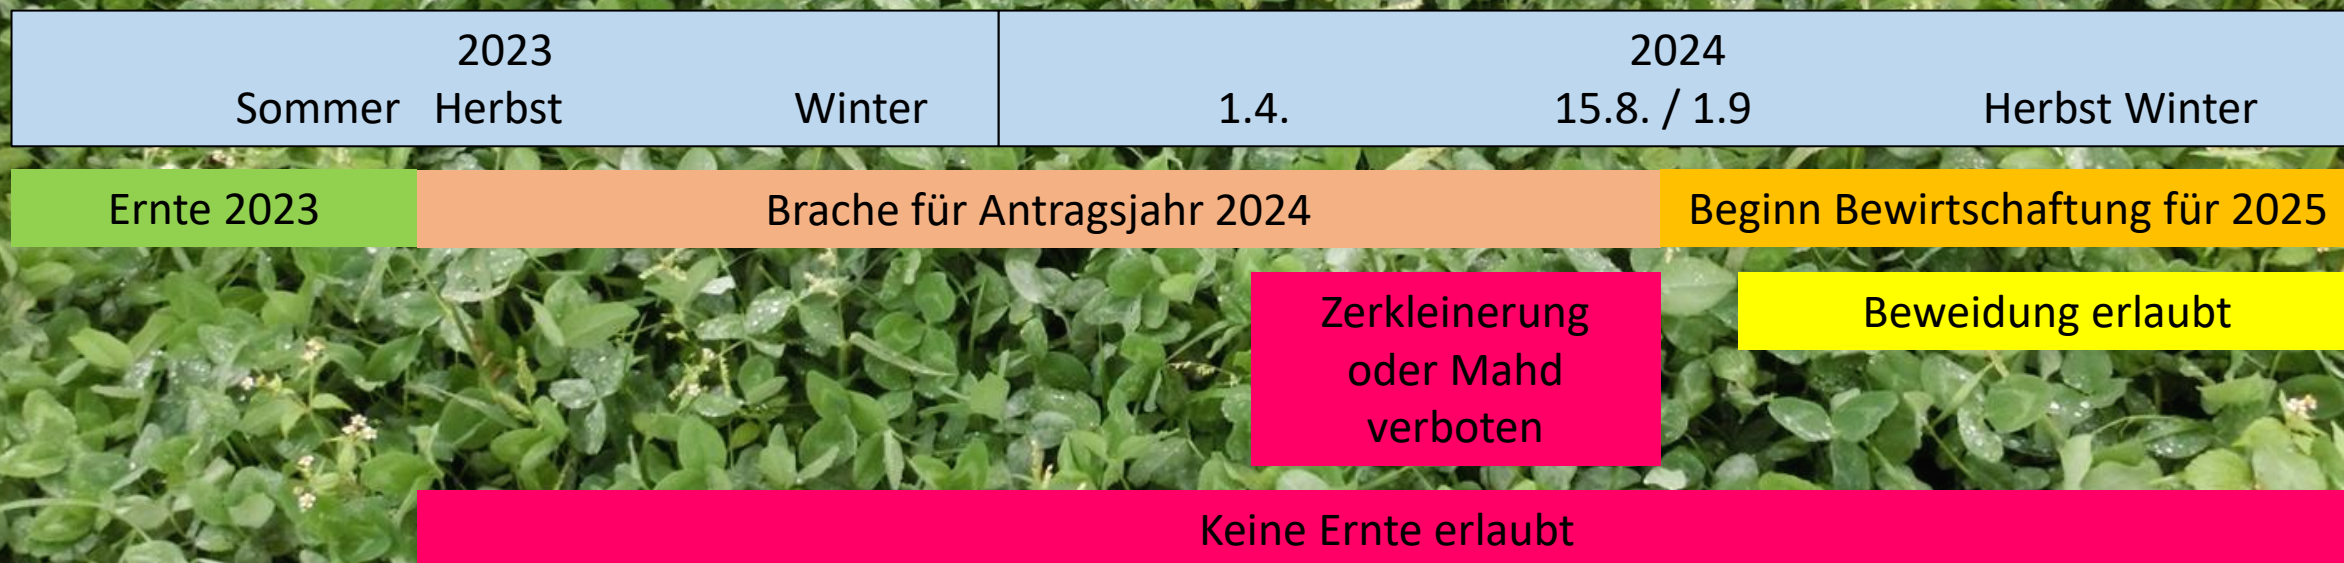 2023
Sommer Herbst Winter
2024
1.4. 15.8. / 1.9 Herbst Winter
Ernte 2023
Brache für Antragsjahr 2024
Beginn Bewirtschaftung für 2025
Zerkleinerung
oder Mahd
verboten
Beweidung erlaubt
Keine Ernte erlaubt